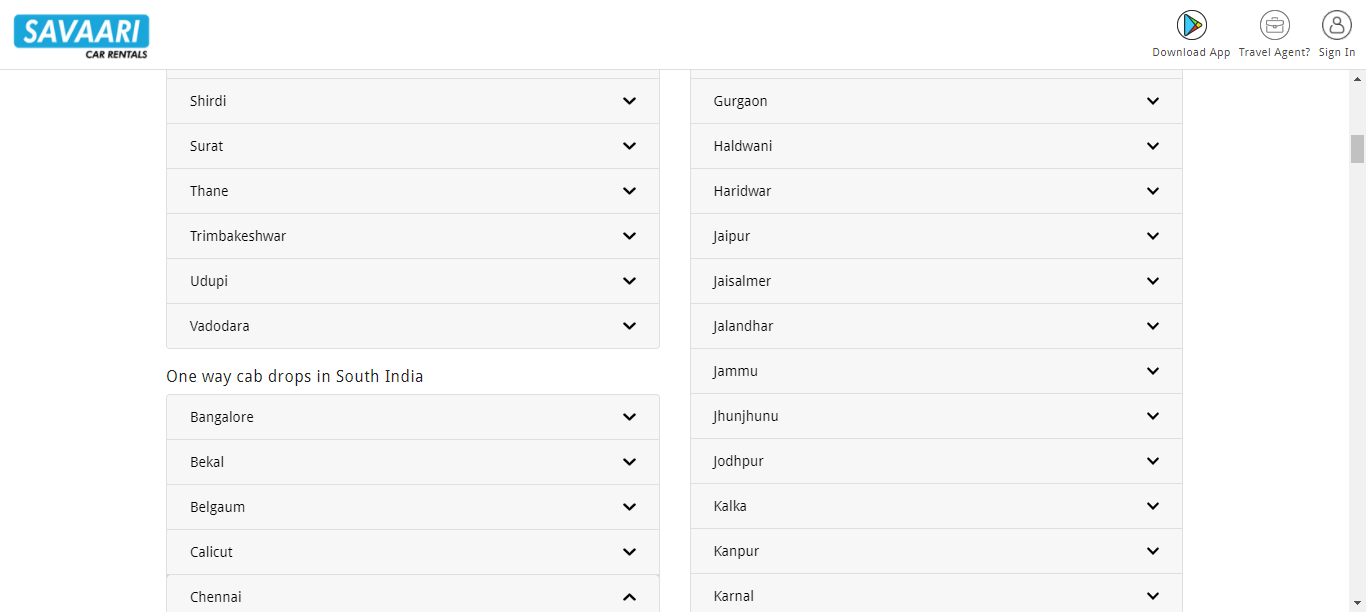 SAVAARI
CAR RENTALS
Download App
Travel Agent?
Sign In
Shirdi
Surat
Thane
Trimbakeshwar
Udupi
Vadodara
One way cab drops in South India
Bangalore
Bekal
Belgaum
Calicut
Chennai
Gurgaon
Haldwani
Haridwar
Jaipur
Jaisalmer
Jalandhar
Jammu
Jhunjhunu
Jodhpur
Kalka
Kanpur
Karnal